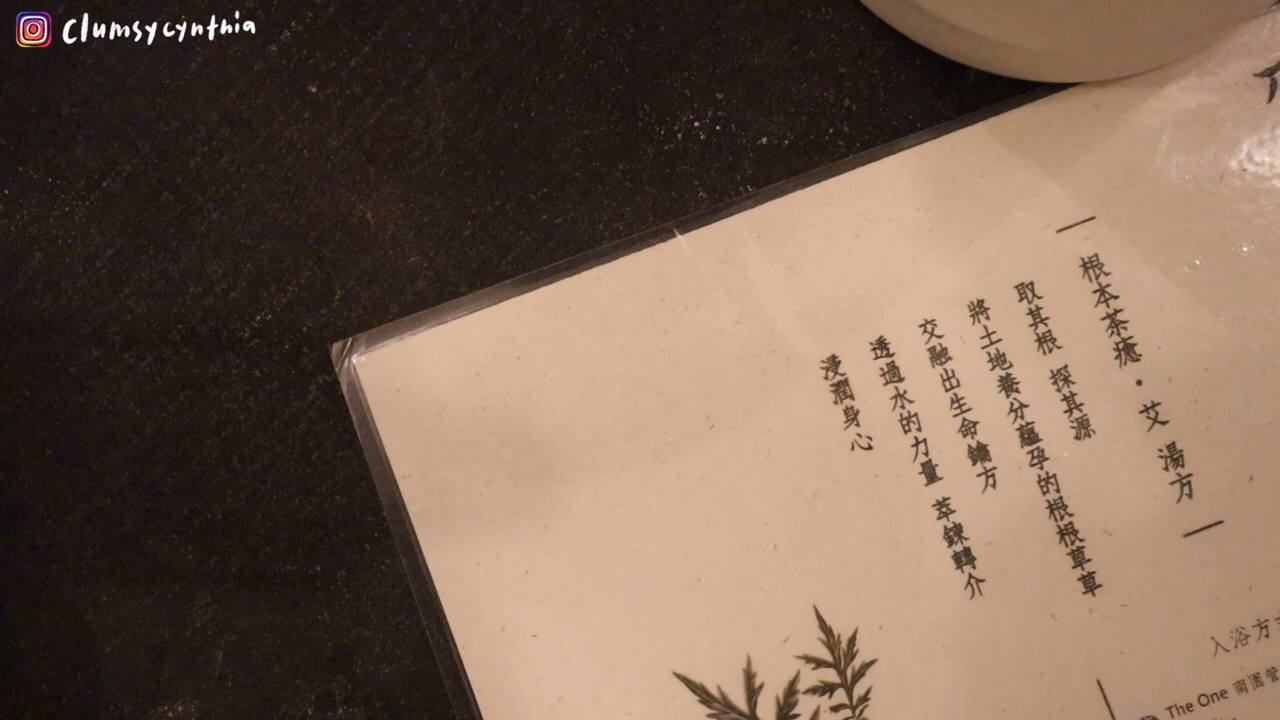 Clumsycynthia
根本茶癒・艾 湯方
取其根 探其源
將土地養分蘊孕的根根草草
交融出生命鑰方
透過水的力量 萃鍊轉介
浸潤身心
入浴方
The One 南園